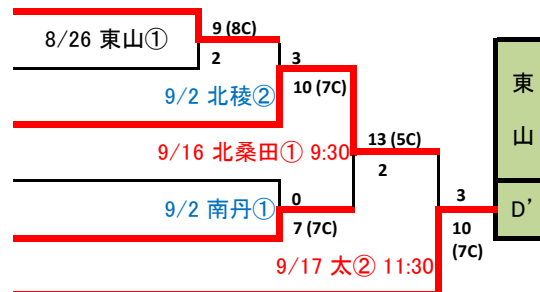 9 (8C)
8/26 東山①
2
3
9/2 北稜②
10 (7C)
東山
13 (5C)
9/16 北桑田① 9:30
2
0
3
9/2 南丹①
D'
7 (7C)
10
(7C)
9/17 太② 11:30